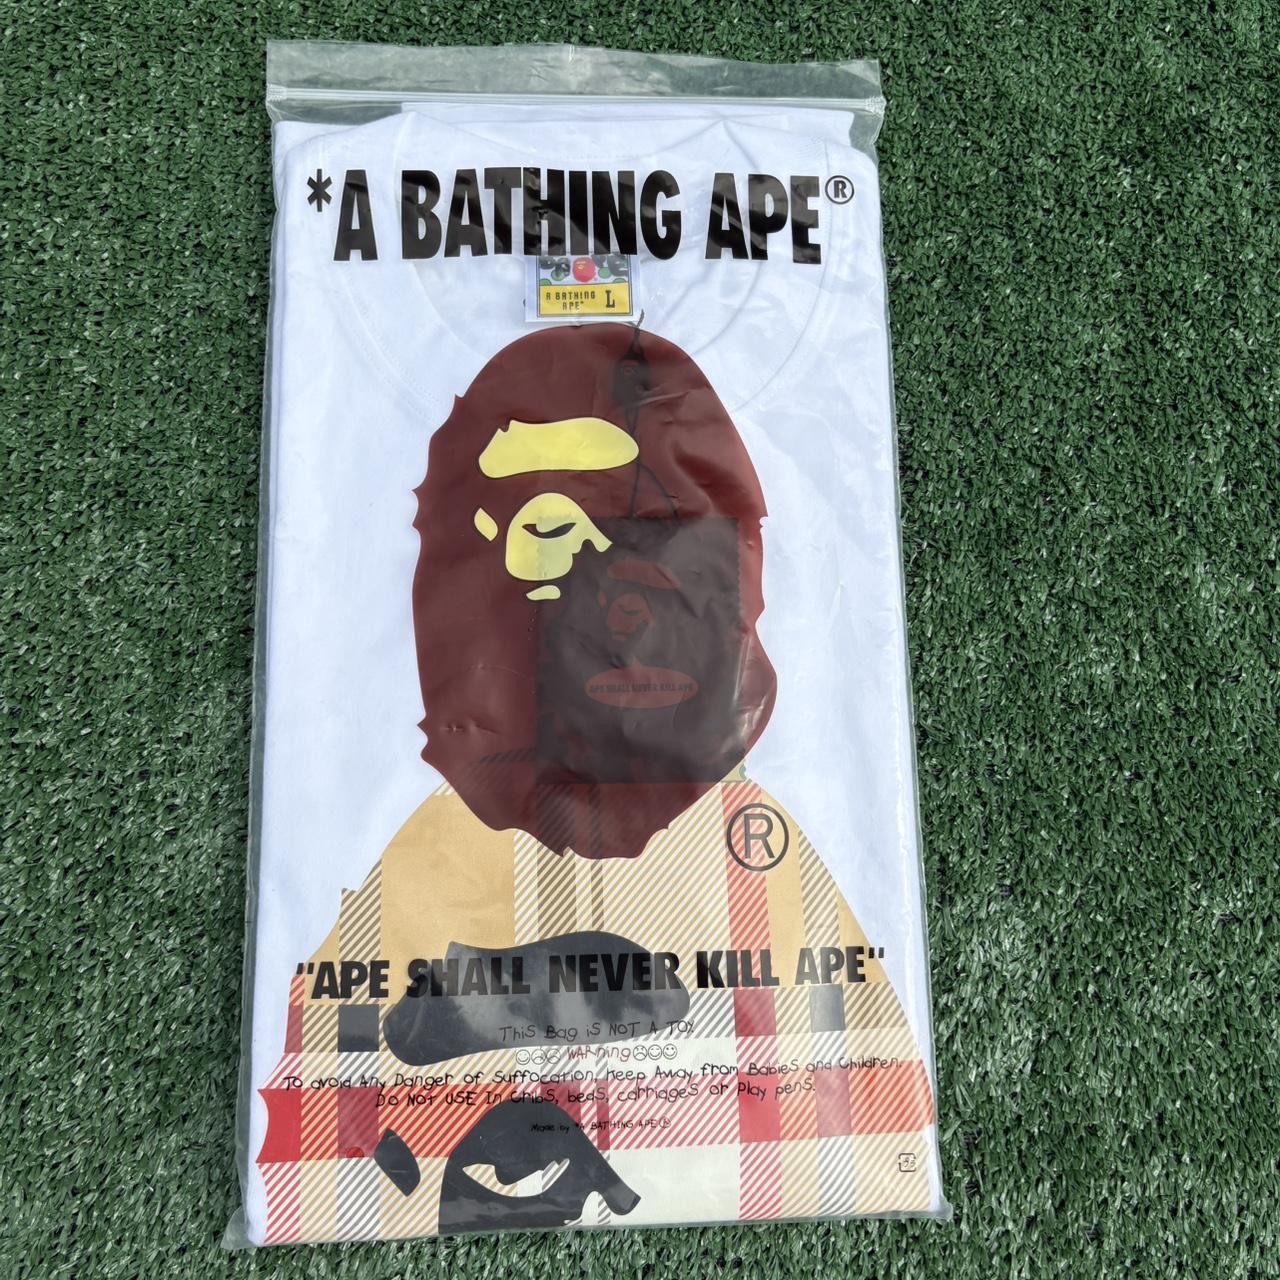 *A BATHING APE®
A BATHING
APE® L
APE SHALL NEVER KILL APE
®
"APE SHALL NEVER KILL APE"
This Bag is NOT A TOY.
WARning
To avoid Any Danger of Suffocation, Keep Away from Babies and Children.
DO NOT USE In Cribs, beds, carriages or play pens.
Made by *A BATHING APE®